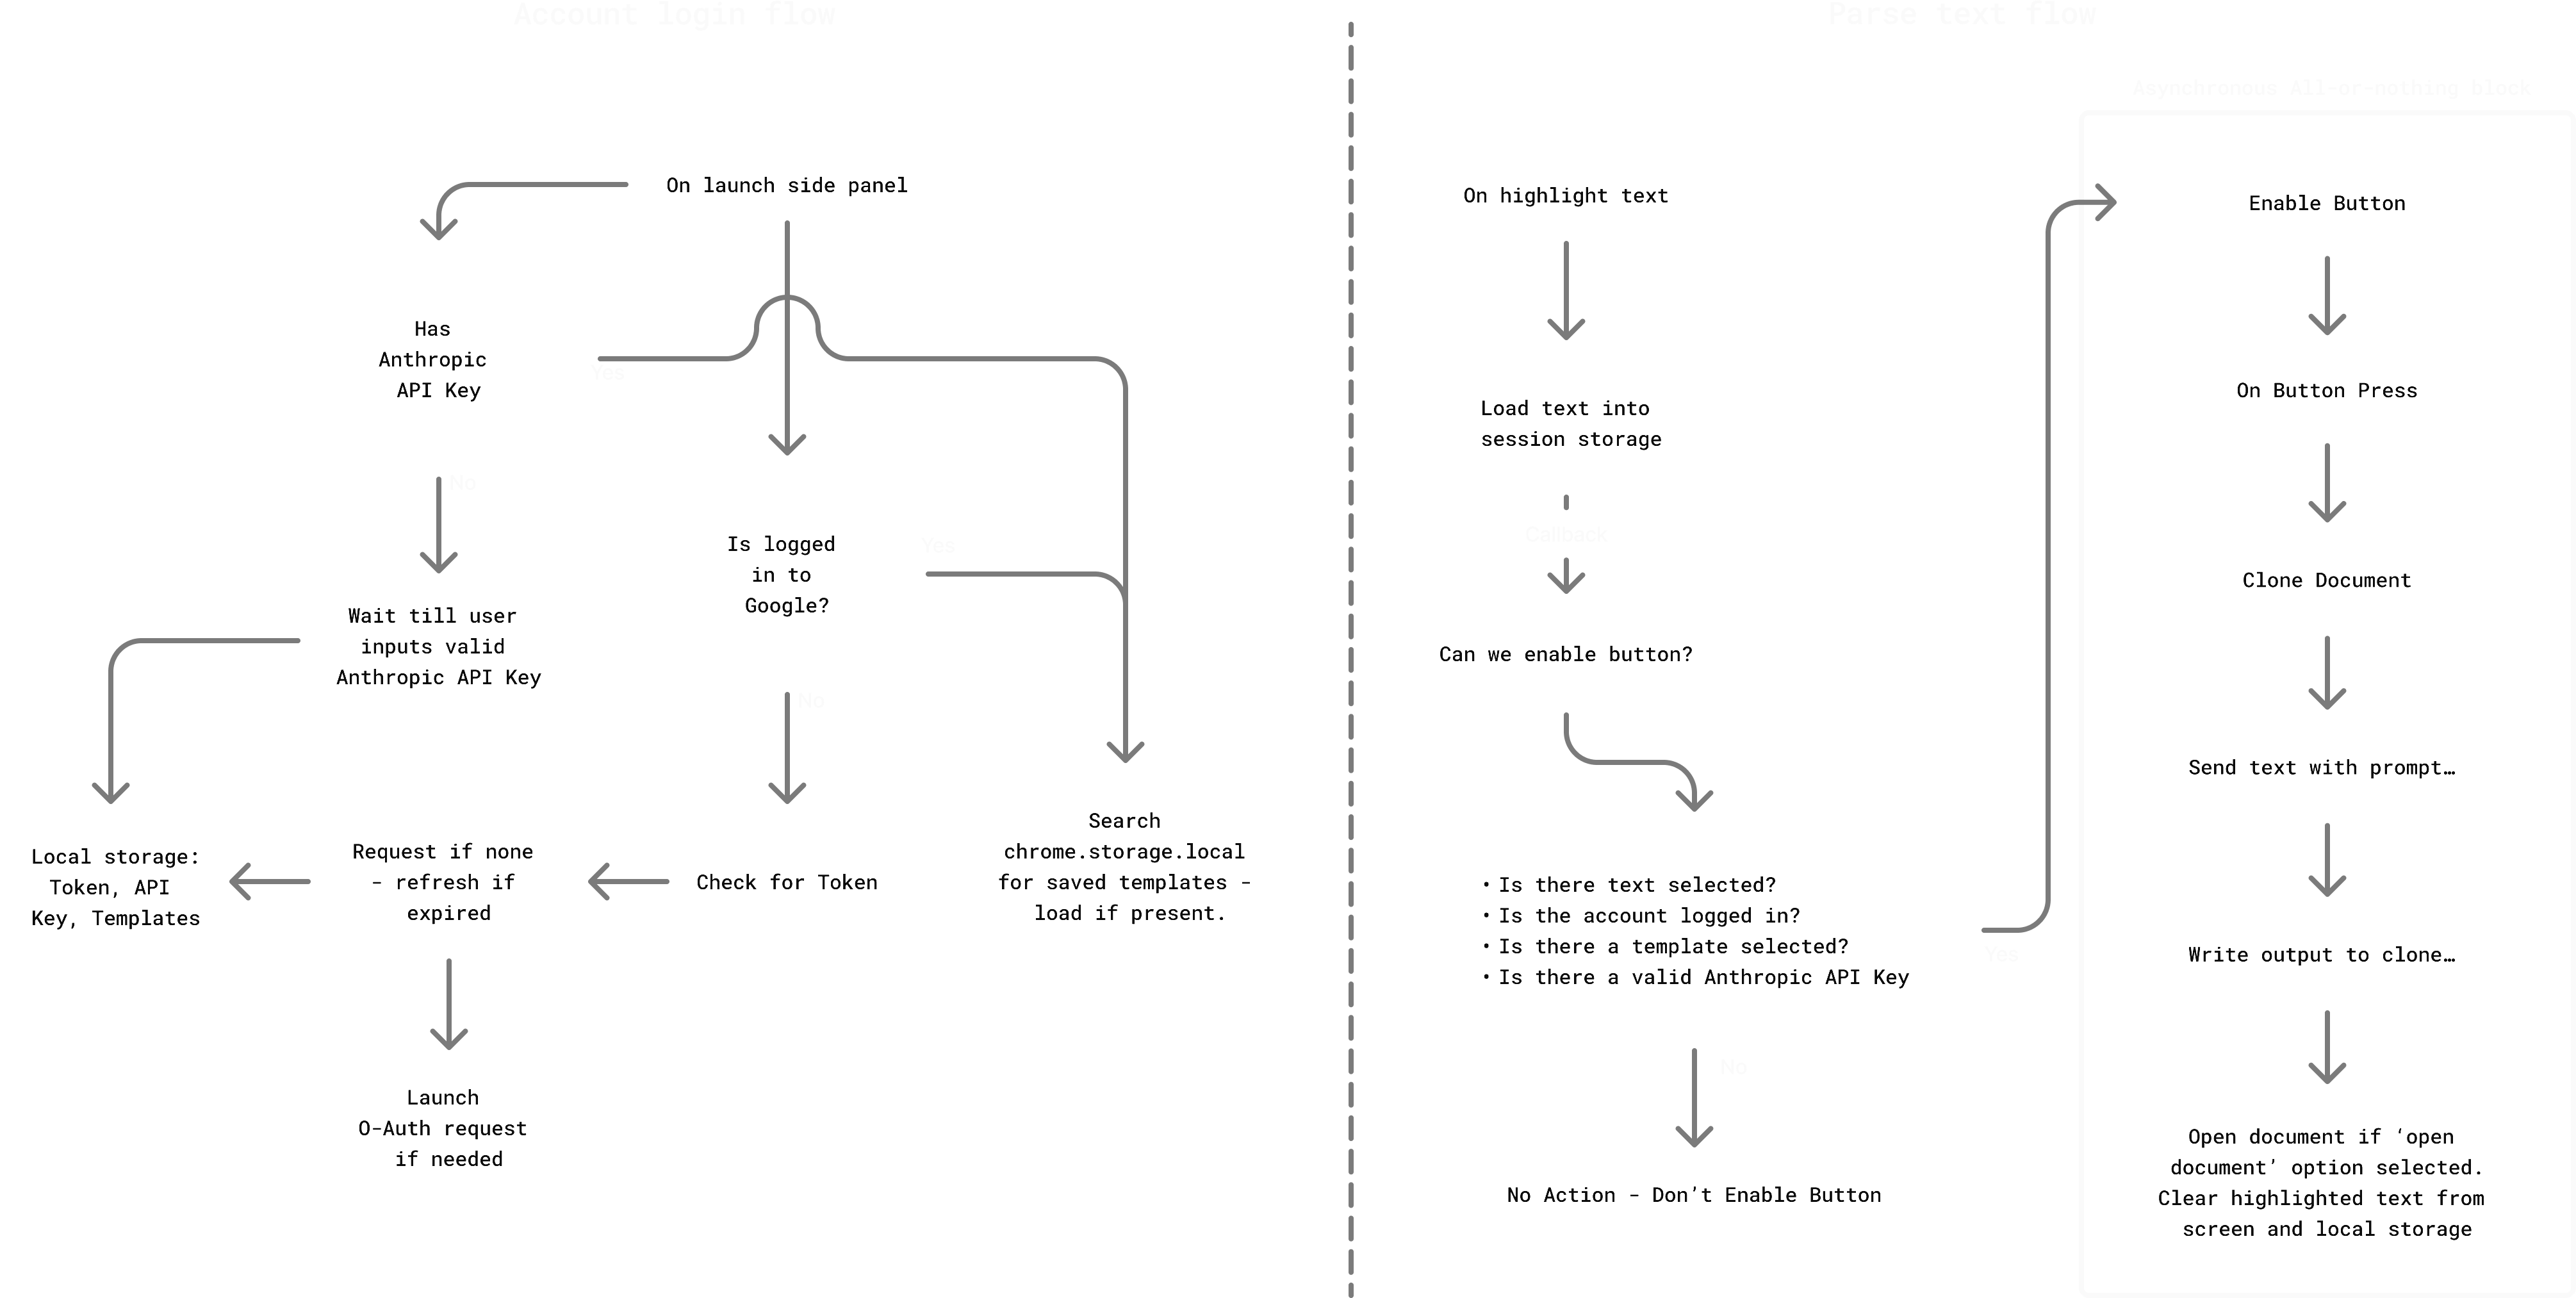 Account login flow
On launch side panel
Has
Anthropic
API Key
Yes
No
Wait till user
inputs valid
Anthropic API Key
Is logged
in to
Google?
Yes
No
Local storage:
Token, API
Key, Templates
Request if none
- refresh if
expired
Check for Token
Search
chrome.storage.local
for saved templates -
load if present.
Launch
O-Auth request
if needed
Parse text flow
On highlight text
Load text into
session storage
Callback
Can we enable button?
• Is there text selected?
• Is the account logged in?
• Is there a template selected?
• Is there a valid Anthropic API Key
Yes
No
No Action - Don’t Enable Button
Asynchronous All-or-nothing block
Enable Button
On Button Press
Clone Document
Send text with prompt…
Write output to clone…
Open document if ‘open
document’ option selected.
Clear highlighted text from
screen and local storage